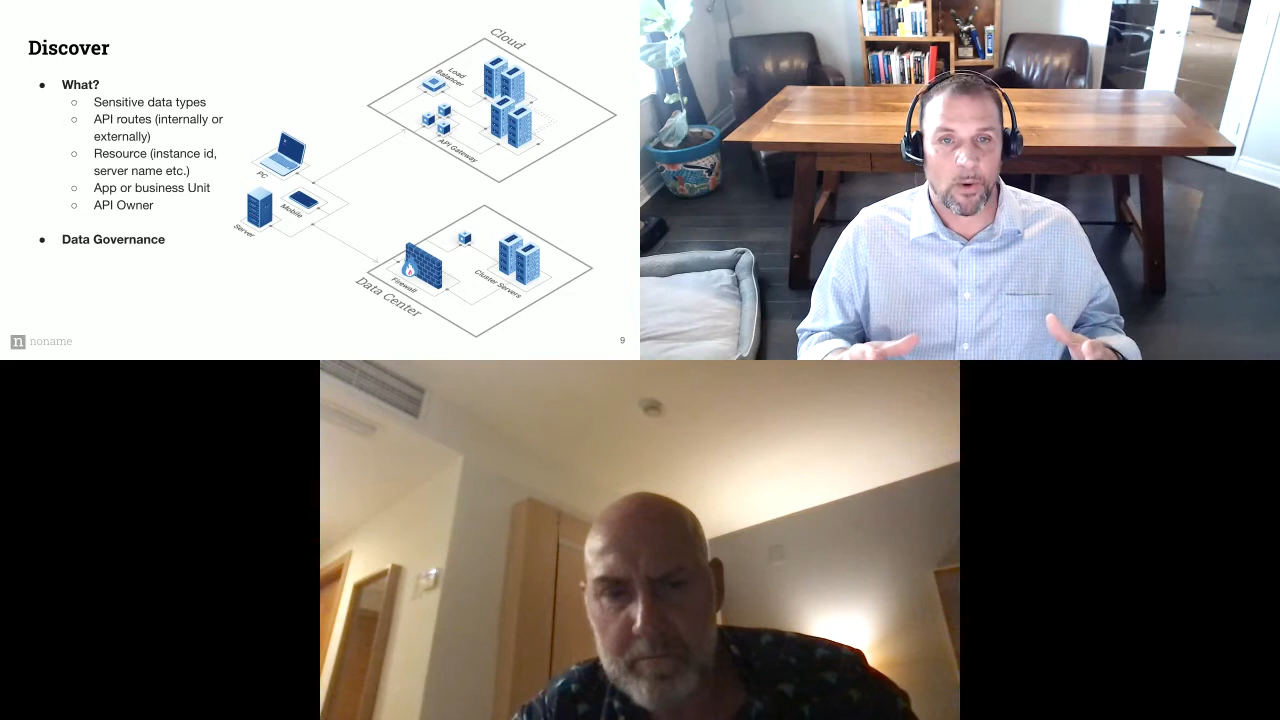 Discover
● What?
○ Sensitive data types
○ API routes (internally or
externally)
○ Resource (instance id,
server name etc.)
○ App or business Unit
○ API Owner
● Data Governance
Cloud
Load
Balancer
API Gateway
PC
Mobile
Server
Firewall
Cluster Servers
Data Center
n noname
9